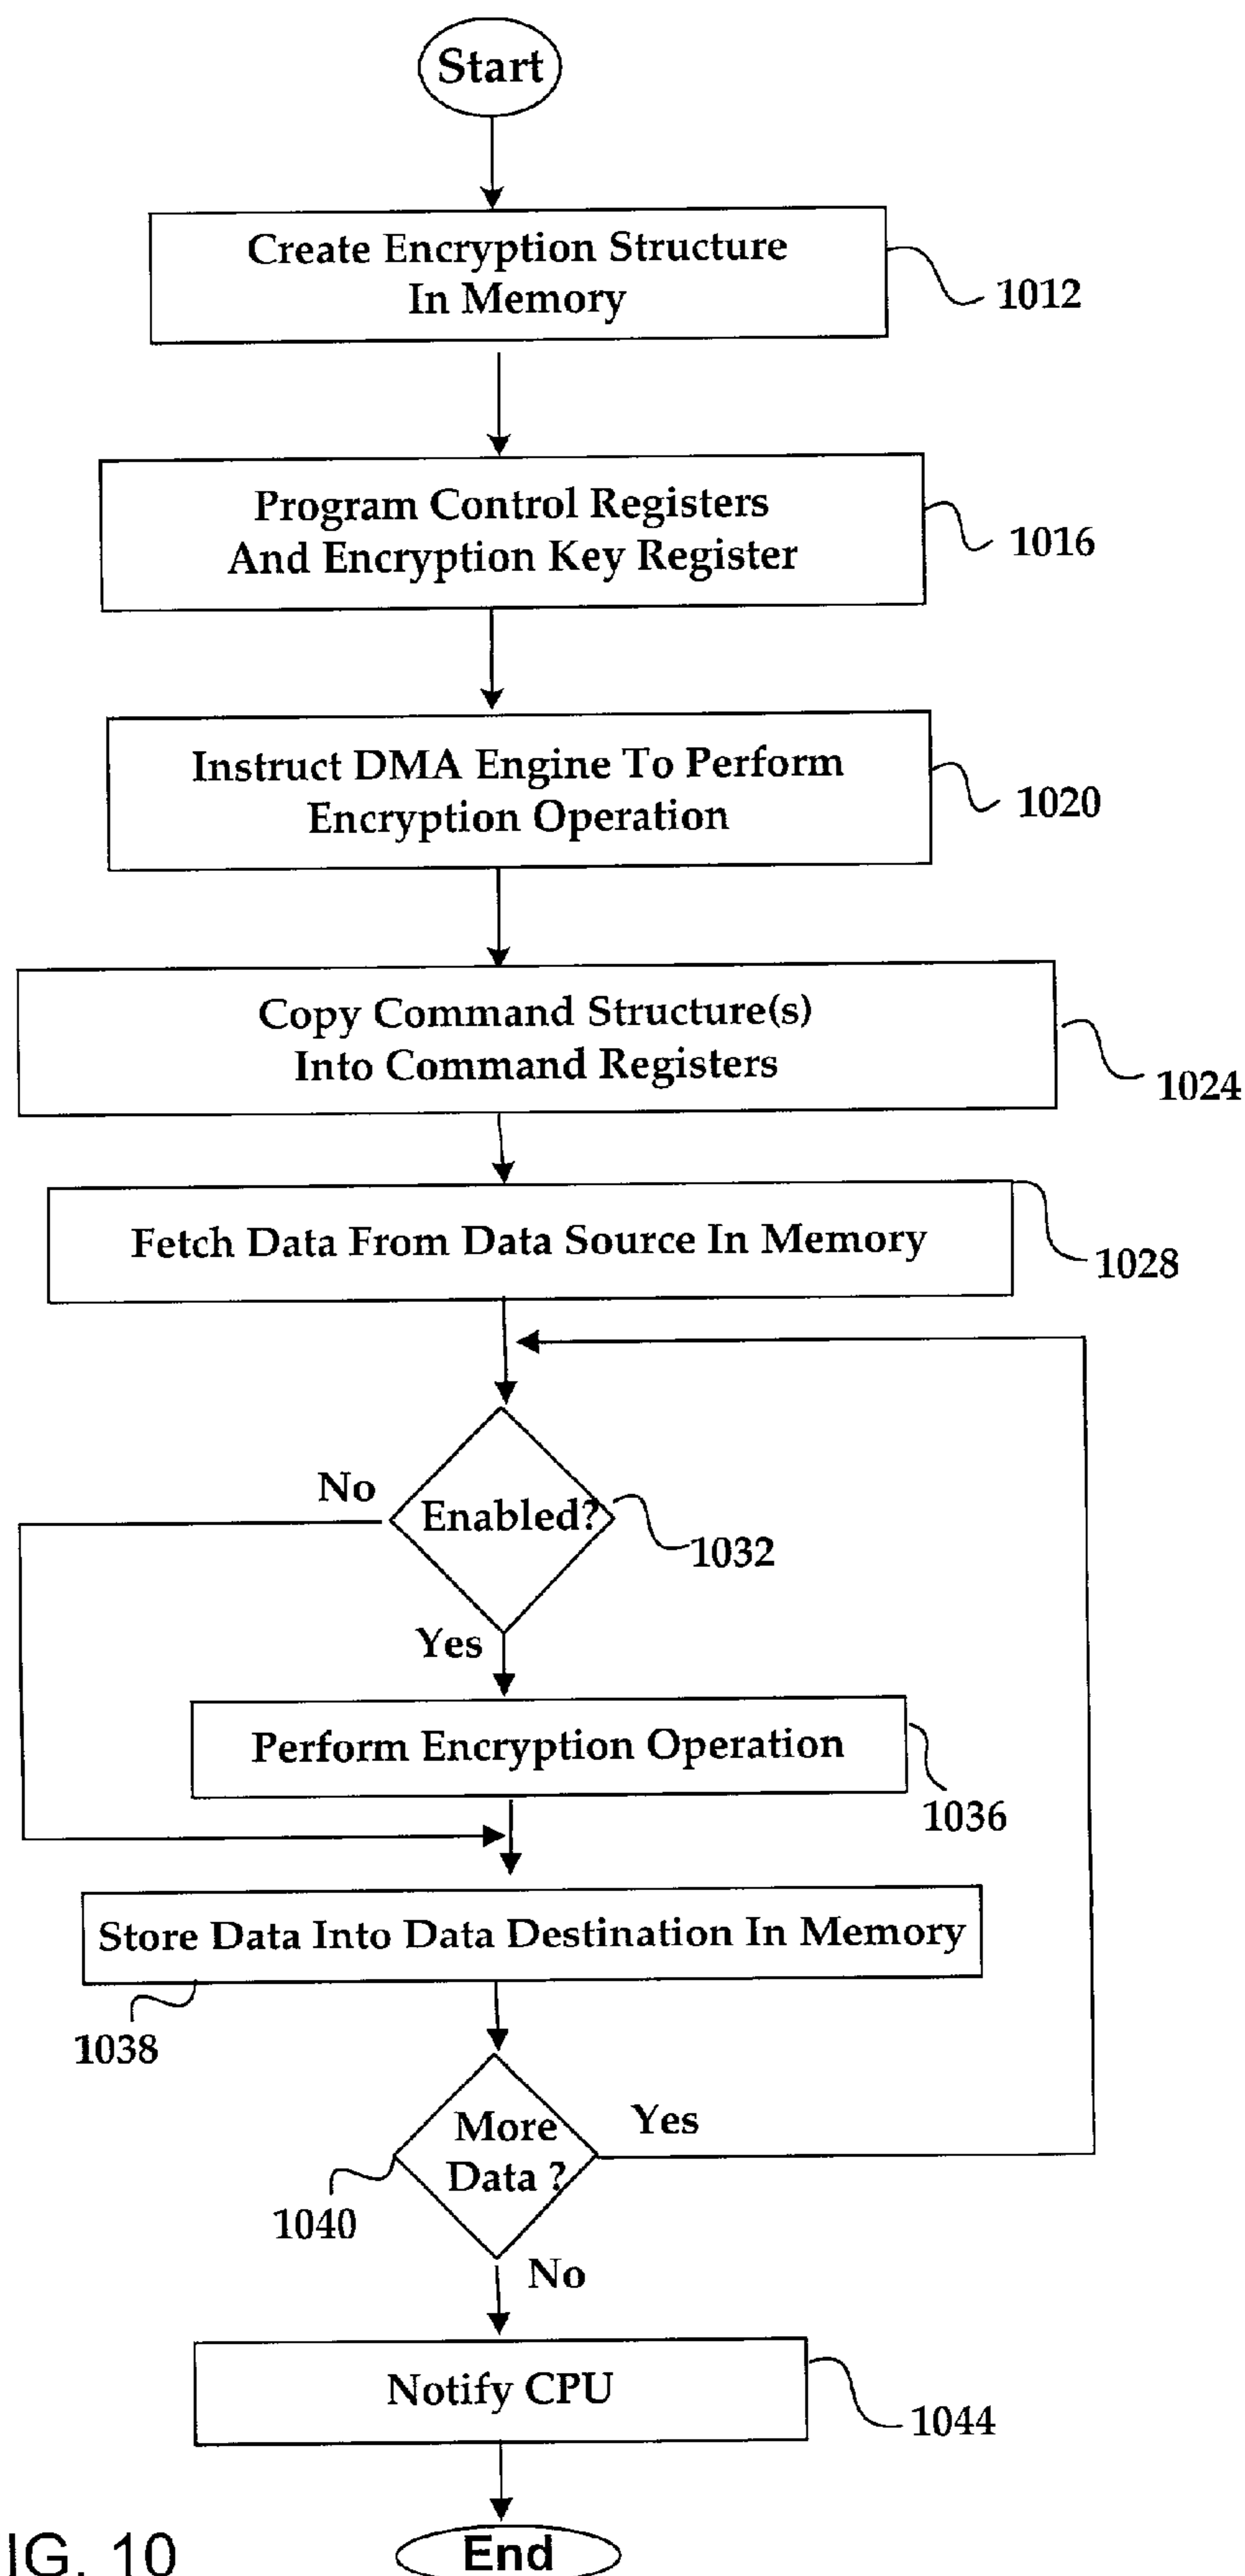 Start
Create Encryption Structure
In Memory
1012
Program Control Registers
And Encryption Key Register
1016
Instruct DMA Engine To Perform
Encryption Operation
1020
Copy Command Structure(s)
Into Command Registers
1024
Fetch Data From Data Source In Memory
1028
No
Enabled?
1032
Yes
Perform Encryption Operation
1036
Store Data Into Data Destination In Memory
1038
More
Data ?
Yes
1040
No
Notify CPU
1044
End
IG. 10